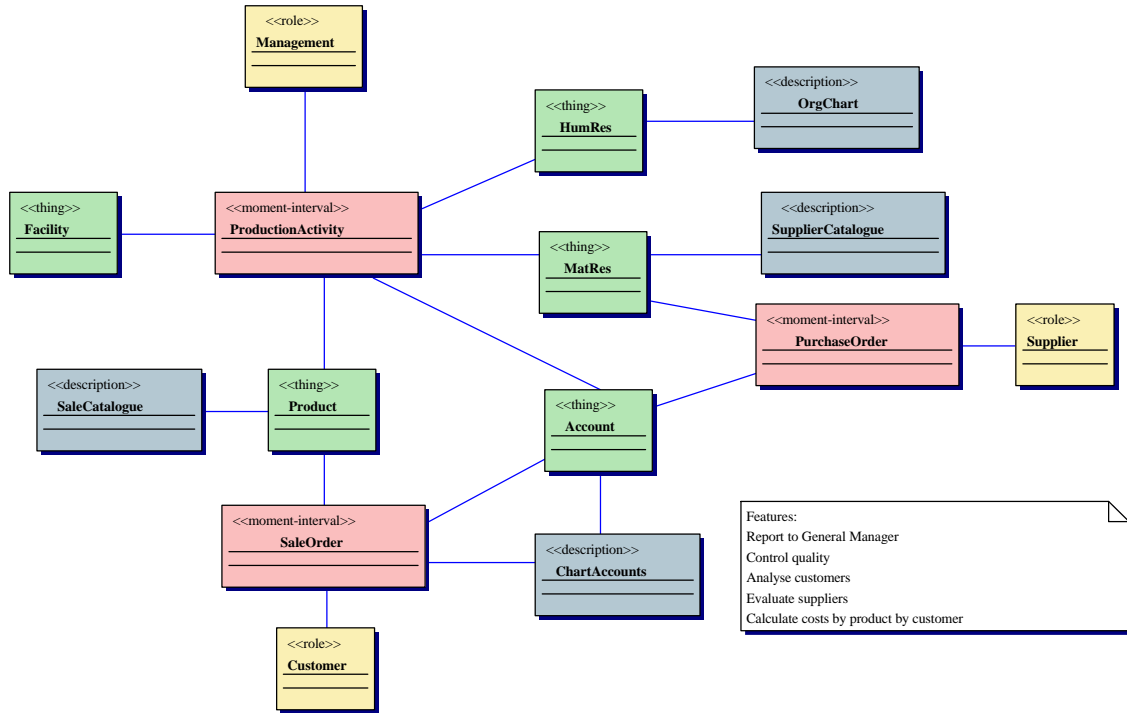 <<role>>
Management
<<description>>
OrgChart
<<thing>>
HumRes
<<thing>>
Facility
<<moment-interval>>
ProductionActivity
<<description>>
SupplierCatalogue
<<thing>>
MatRes
<<moment-interval>>
PurchaseOrder
<<role>>
Supplier
<<description>>
SaleCatalogue
<<thing>>
Product
<<thing>>
Account
<<moment-interval>>
SaleOrder
<<description>>
ChartAccounts
Features:
Report to General Manager
Control quality
Analyse customers
Evaluate suppliers
Calculate costs by product by customer
<<role>>
Customer